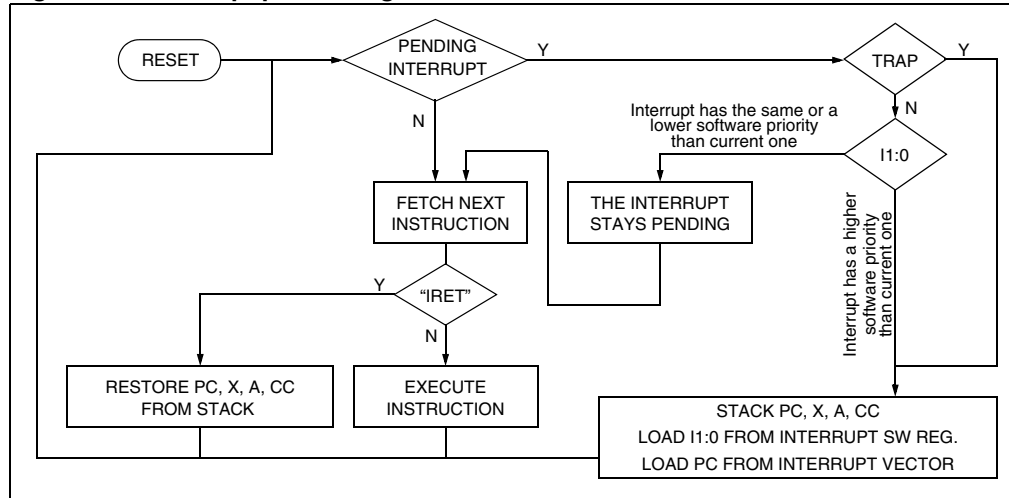 RESET
PENDING
INTERRUPT
Y
TRAP
Y
N
N
Interrupt has the same or a
lower software priority
than current one
I1:0
FETCH NEXT
INSTRUCTION
THE INTERRUPT
STAYS PENDING
Interrupt has a higher
software priority
than current one
Y
“IRET”
N
RESTORE PC, X, A, CC
FROM STACK
EXECUTE
INSTRUCTION
STACK PC, X, A, CC
LOAD I1:0 FROM INTERRUPT SW REG.
LOAD PC FROM INTERRUPT VECTOR